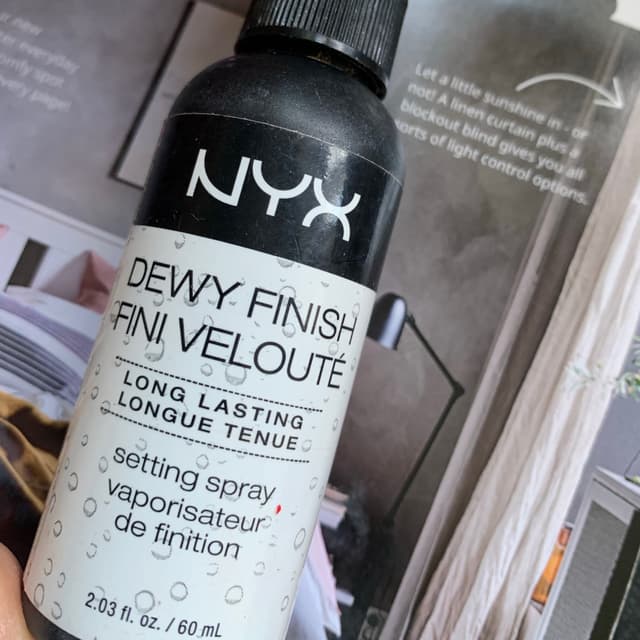 NYX
DEWY FINISH
FINI VELOUTÉ
LONG LASTING
LONGUE TENUE
setting spray
vaporisateur
de finition
2.03 fl. oz. / 60 mL
Let a little sunshine in - or
not! A linen curtain plus a
blockout blind gives you all
sorts of light control options.